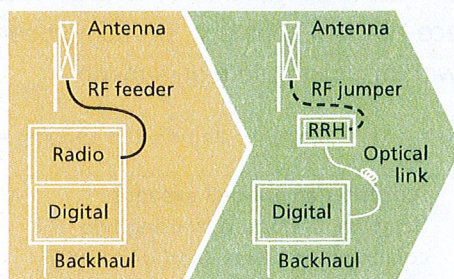 Antenna
RF feeder
Radio
Digital
Backhaul
Antenna
RF jumper
RRH
Optical
link
Digital
Backhaul